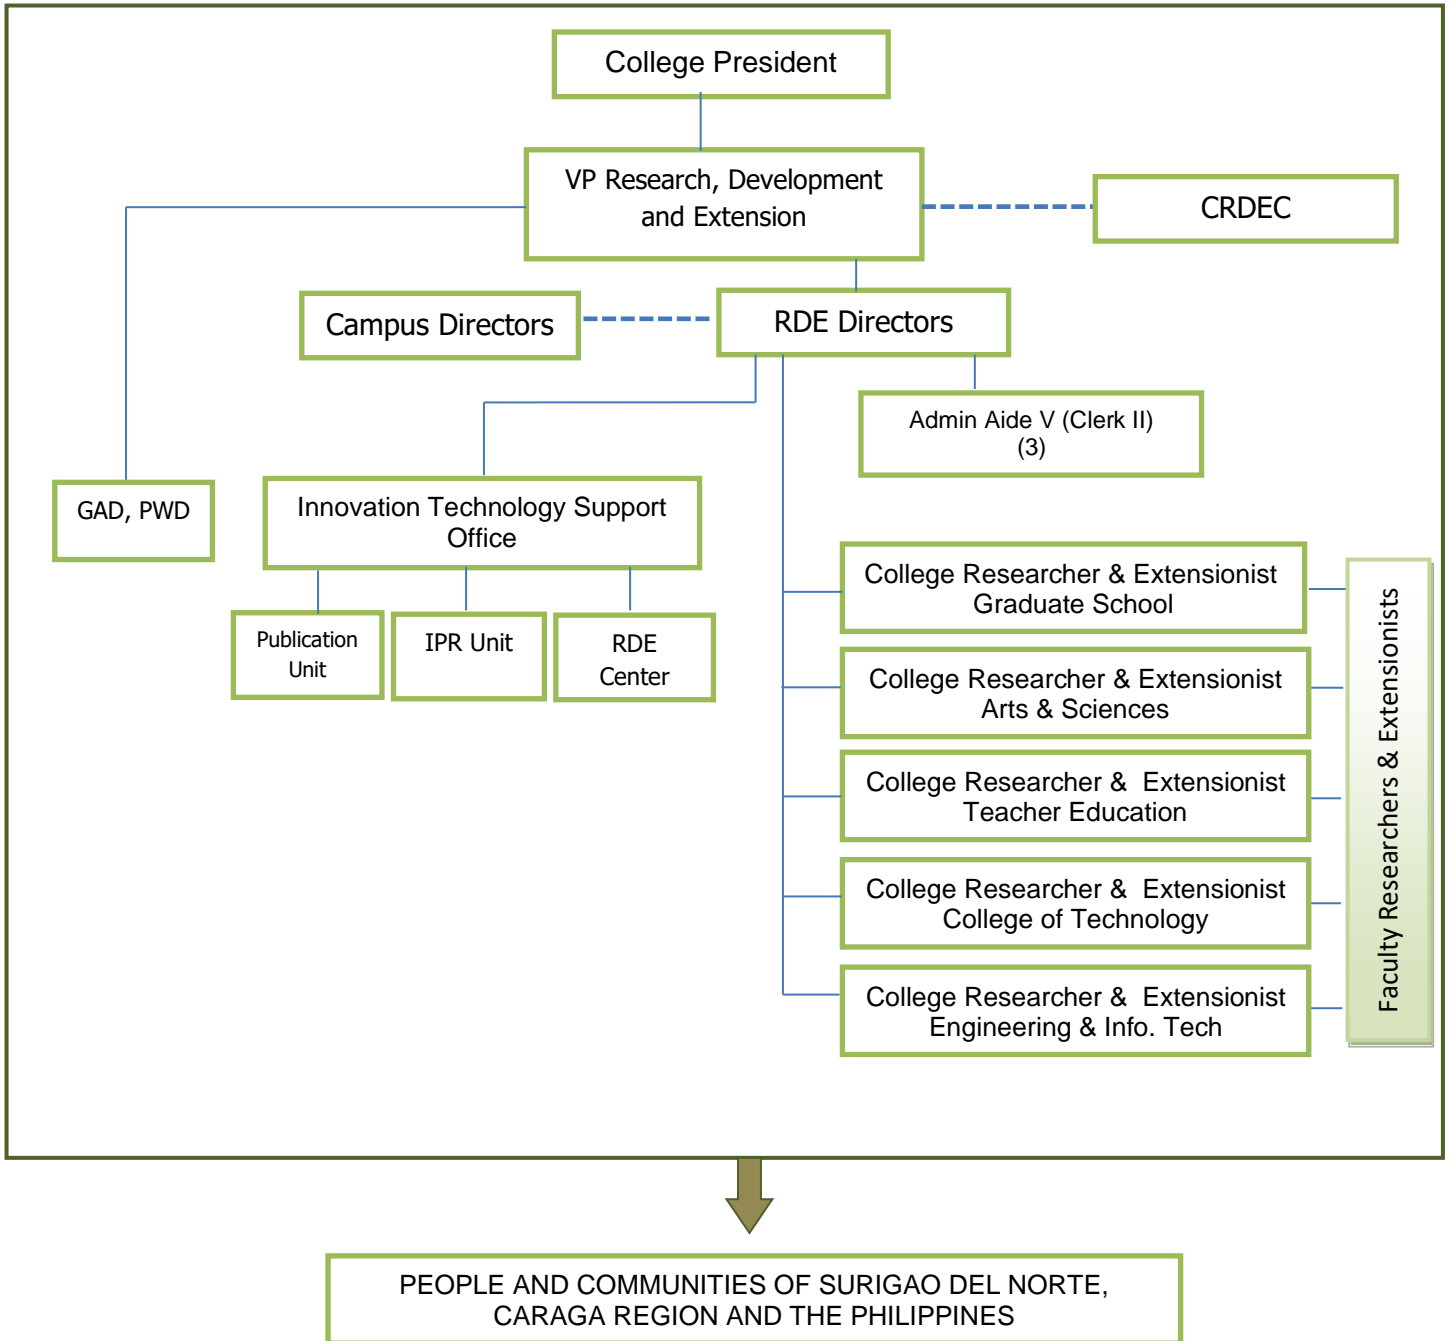 College President
VP Research, Development
and Extension
CRDEC
Campus Directors
RDE Directors
Admin Aide V (Clerk II)
(3)
GAD, PWD
Innovation Technology Support
Office
Publication
Unit
IPR Unit
RDE
Center
College Researcher & Extensionist
Graduate School
College Researcher & Extensionist
Arts & Sciences
College Researcher &  Extensionist
Teacher Education
College Researcher &  Extensionist
College of Technology
College Researcher &  Extensionist
Engineering & Info. Tech
Faculty Researchers & Extensionists
PEOPLE AND COMMUNITIES OF SURIGAO DEL NORTE,
CARAGA REGION AND THE PHILIPPINES